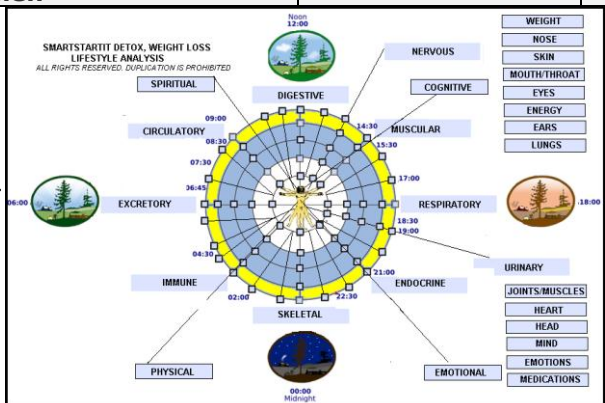 Noon
12:00
SMARTSTARTIT DETOX, WEIGHT LOSS
LIFESTYLE ANALYSIS
ALL RIGHTS RESERVED. DUPLICATION IS PROHIBITED
SPIRITUAL
NERVOUS
COGNITIVE
DIGESTIVE
CIRCULATORY
MUSCULAR
09:00
08:30
07:30
06:45
14:30
15:30
17:00
06:00
EXCRETORY
RESPIRATORY
18:00
18:30
19:00
04:30
02:00
IMMUNE
ENDOCRINE
URINARY
21:00
22:30
SKELETAL
PHYSICAL
EMOTIONAL
00:00
Midnight
WEIGHT
NOSE
SKIN
MOUTH/THROAT
EYES
ENERGY
EARS
LUNGS
JOINTS/MUSCLES
HEART
HEAD
MIND
EMOTIONS
MEDICATIONS